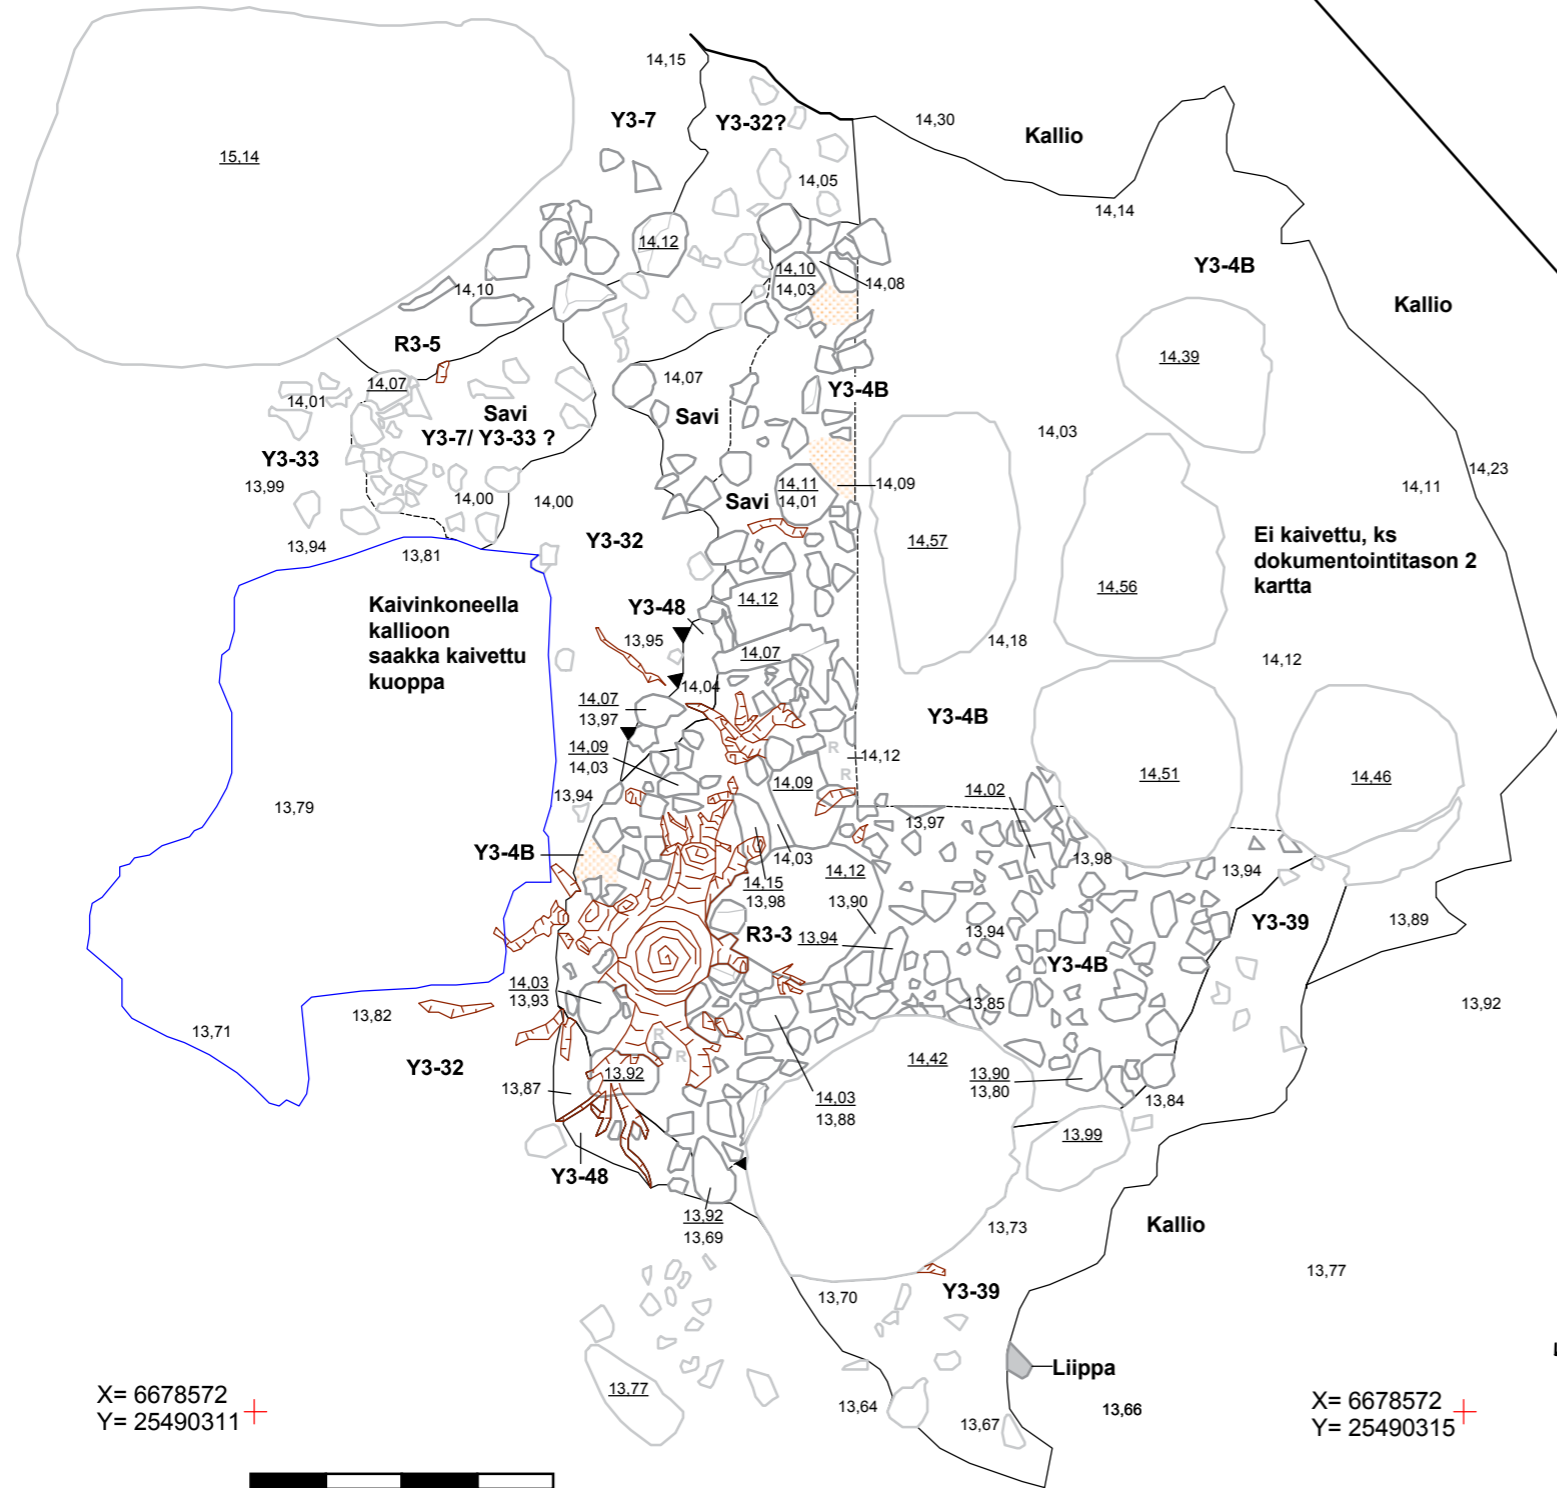 14,15
Y3-7
Y3-32?
14,30
Kallio
15,14
14,05
14,14
14,12
Y3-4B
14,10
14,03
14,08
14,10
Kallio
R3-5
14,39
14,07
14,07
14,01
Y3-4B
Savi
Y3-7/ Y3-33 ?
Savi
14,03
Y3-33
14,23
13,99
14,11
14,01
14,09
14,11
14,00
14,00
Savi
13,94
13,81
Y3-32
14,57
Ei kaivettu, ks
dokumentointitason 2
kartta
14,56
Kaivinkoneella
kallioon
saakka kaivettu
kuoppa
Y3-48
14,12
13,95
14,18
14,07
14,12
14,04
14,07
13,97
Y3-4B
14,09
14,03
R
14,12
R
14,09
14,51
14,46
13,94
14,02
13,79
13,97
Y3-4B
14,03
13,98
14,12
13,94
14,15
13,98
13,90
Y3-39
13,89
R3-3
13,94
13,94
Y3-4B
14,03
13,93
13,85
13,92
13,82
13,71
R
R
Y3-32
13,92
14,42
13,87
13,90
13,80
14,03
13,88
13,84
13,99
Y3-48
13,92
13,69
13,73
Kallio
13,77
13,70
Y3-39
Liippa
13,77
X= 6678572
Y= 25490311
13,64
13,67
13,66
X= 6678572
Y= 25490315